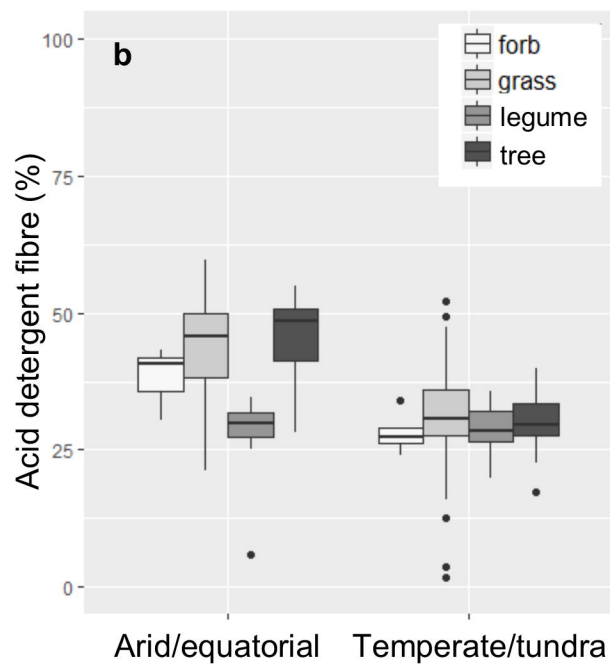 b
forb
grass
legume
tree
Acid detergent fibre (%)
100
75
50
25
0
Arid/equatorial Temperate/tundra